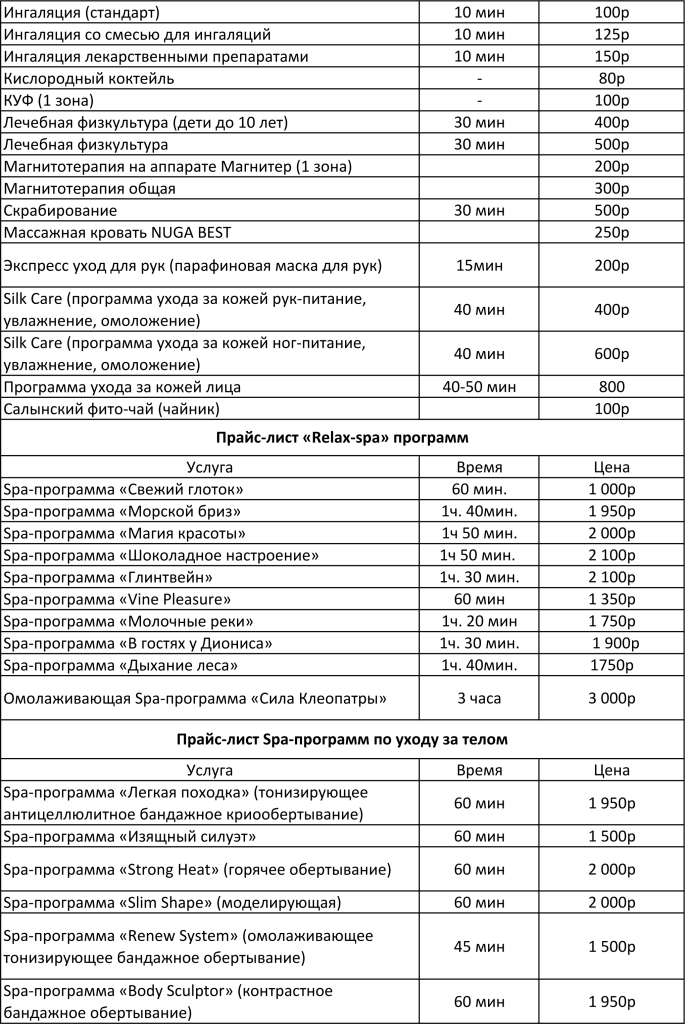 Ингаляция (стандарт) 10 мин 100р
Ингаляция со смесью для ингаляций 10 мин 125р
Ингаляция лекарственными препаратами 10 мин 150р
Кислородный коктейль - 80р
КУФ (1 зона) - 100р
Лечебная физкультура (дети до 10 лет) 30 мин 400р
Лечебная физкультура 30 мин 500р
Магнитотерапия на аппарате Магнитер (1 зона) 200р
Магнитотерапия общая 300р
Скрабирование 30 мин 500р
Массажная кровать NUGA BEST 250р
Экспресс уход для рук (парафиновая маска для рук) 15мин 200р
Silk Care (программа ухода за кожей рук-питание,
увлажнение, омоложение) 40 мин 400р
Silk Care (программа ухода за кожей ног-питание,
увлажнение, омоложение) 40 мин 600р
Программа ухода за кожей лица 40-50 мин 800
Салынский фито-чай (чайник) 100р
Прайс-лист «Relax-spa» программ
Услуга Время Цена
Spa-программа «Свежий глоток» 60 мин. 1 000р
Spa-программа «Морской бриз» 1ч. 40мин. 1 950р
Spa-программа «Магия красоты» 1ч 50 мин. 2 000р
Spa-программа «Шоколадное настроение» 1ч 50 мин. 2 100р
Spa-программа «Глинтвейн» 1ч. 30 мин. 2 100р
Spa-программа «Vine Pleasure» 60 мин 1 350р
Spa-программа «Молочные реки» 1ч. 20 мин 1 750р
Spa-программа «В гостях у Диониса» 1ч. 30 мин. 1 900р
Spa-программа «Дыхание леса» 1ч. 40мин. 1750р
Омолаживающая Spa-программа «Сила Клеопатры» 3 часа 3 000р
Прайс-лист Spa-программ по уходу за телом
Услуга Время Цена
Spa-программа «Легкая походка» (тонизирующее
антицеллюлитное бандажное криообертывание) 60 мин 1 950р
Spa-программа «Изящный силуэт» 60 мин 1 500р
Spa-программа «Strong Heat» (горячее обертывание) 60 мин 2 000р
Spa-программа «Slim Shape» (моделирующая) 60 мин 2 000р
Spa-программа «Renew System» (омолаживающее
тонизирующее бандажное обертывание) 45 мин 1 500р
Spa-программа «Body Sculptor» (контрастное
бандажное обертывание) 60 мин 1 950р